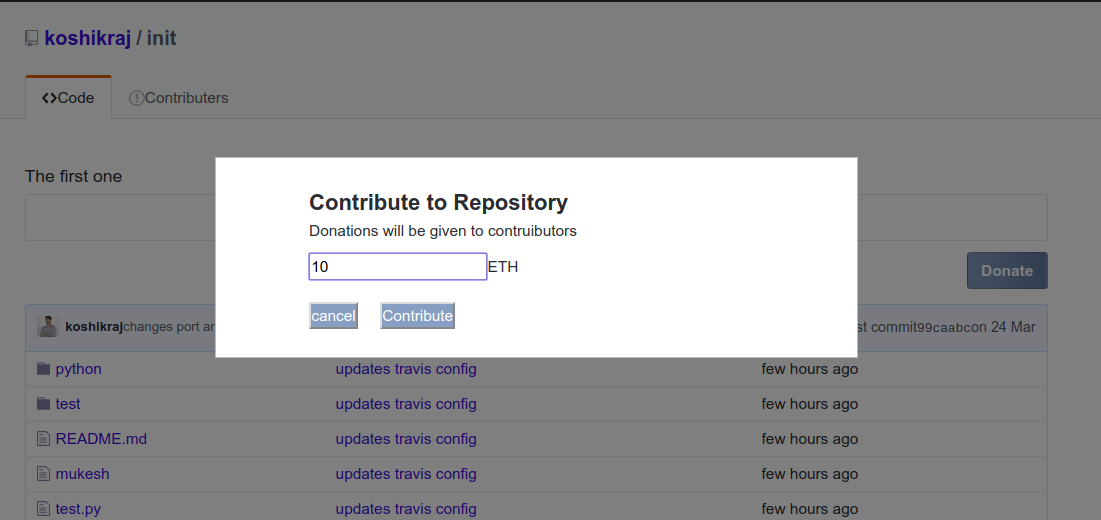 koshikraj / init
<>Code
Contributers
The first one
Contribute to Repository
Donations will be given to contruibutors
10 ETH
cancel Contribute
Donate
koshikrajchanges port
commit99caabcon 24 Mar
python updates travis config few hours ago
test updates travis config few hours ago
README.md updates travis config few hours ago
mukesh updates travis config few hours ago
test.py updates travis config few hours ago